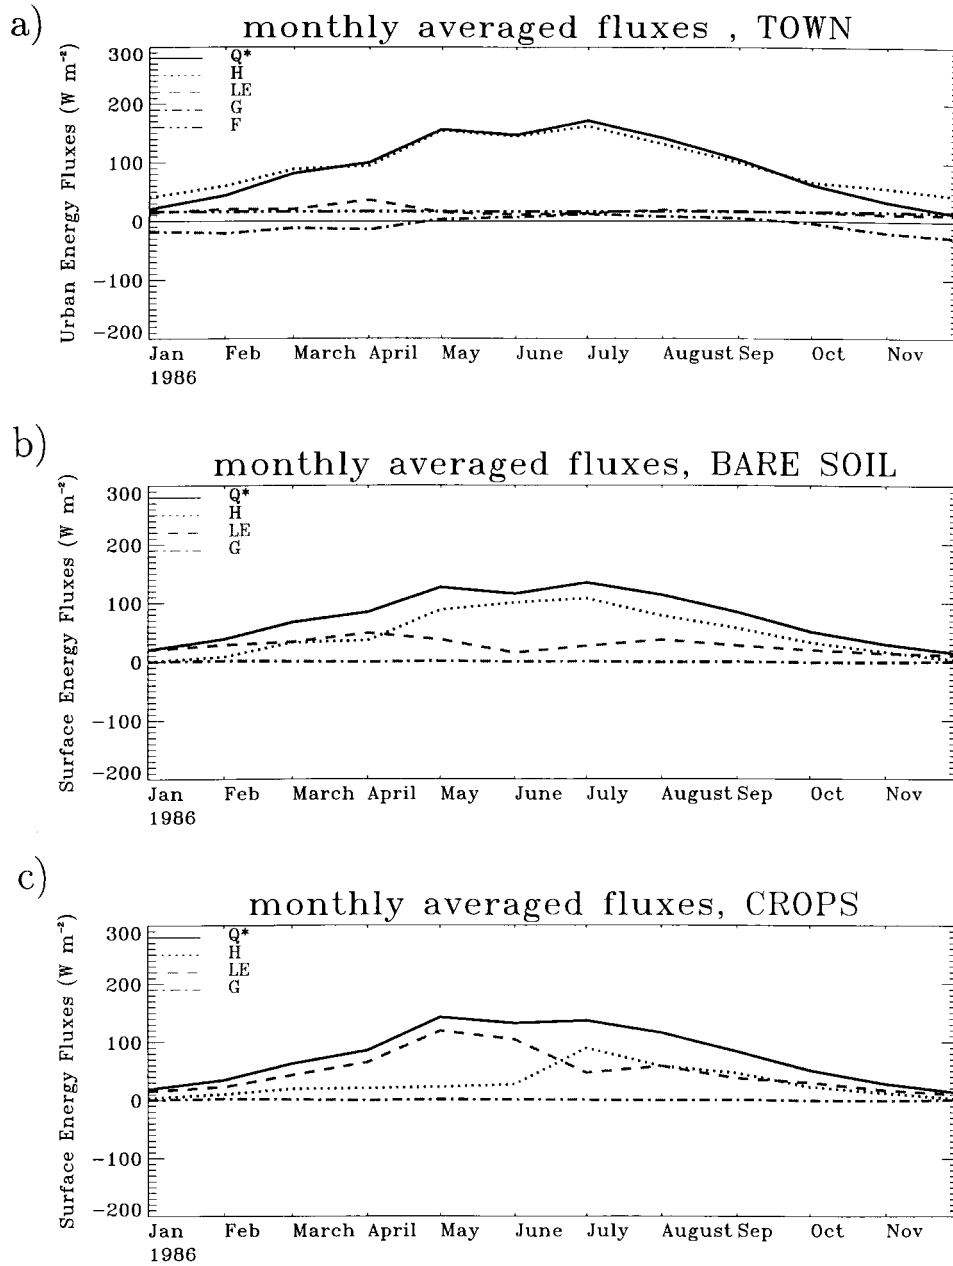 a)
monthly averaged fluxes , TOWN
Urban Energy Fluxes (W m⁻²)
300
200
100
0
−100
−200
Q*
H
LE
G
F
Jan Feb March April May June July August Sep Oct Nov
1986
b)
monthly averaged fluxes, BARE SOIL
Surface Energy Fluxes (W m⁻²)
300
200
100
0
−100
−200
Q*
H
LE
G
Jan Feb March April May June July August Sep Oct Nov
1986
c)
monthly averaged fluxes, CROPS
Surface Energy Fluxes (W m⁻²)
300
200
100
0
−100
−200
Q*
H
LE
G
Jan Feb March April May June July August Sep Oct Nov
1986